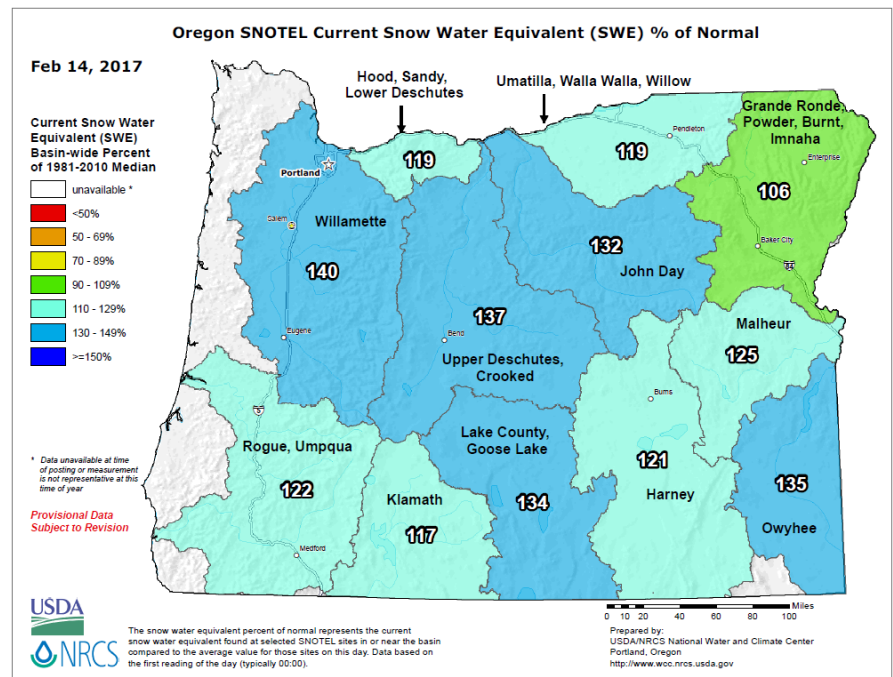 Oregon SNOTEL Current Snow Water Equivalent (SWE) % of Normal
Feb 14, 2017
Current Snow Water
Equivalent (SWE)
Basin-wide Percent
of 1981-2010 Median
unavailable *
<50%
50 - 69%
70 - 89%
90 - 109%
110 - 129%
130 - 149%
>=150%
* Data unavailable at time
of posting or measurement
is not representative at this
time of year
Provisional Data
Subject to Revision
Hood, Sandy,
Lower Deschutes
119
Umatilla, Walla Walla, Willow
Pendleton
119
Grande Ronde,
Powder, Burnt,
Imnaha
Enterprise
106
Baker City
84
Portland
Salem
Willamette
140
Eugene
132
John Day
137
Bend
Upper Deschutes,
Crooked
Malheur
125
Burns
121
Harney
Lake County,
Goose Lake
134
135
Owyhee
5
Rogue, Umpqua
122
Medford
Klamath
117
USDA
NRCS
The snow water equivalent percent of normal represents the current
snow water equivalent found at selected SNOTEL sites in or near the basin
compared to the average value for those sites on this day. Data based on
the first reading of the day (typically 00:00).
Miles
0 10 20 40 60 80 100
Prepared by:
USDA/NRCS National Water and Climate Center
Portland, Oregon
http://www.wcc.nrcs.usda.gov